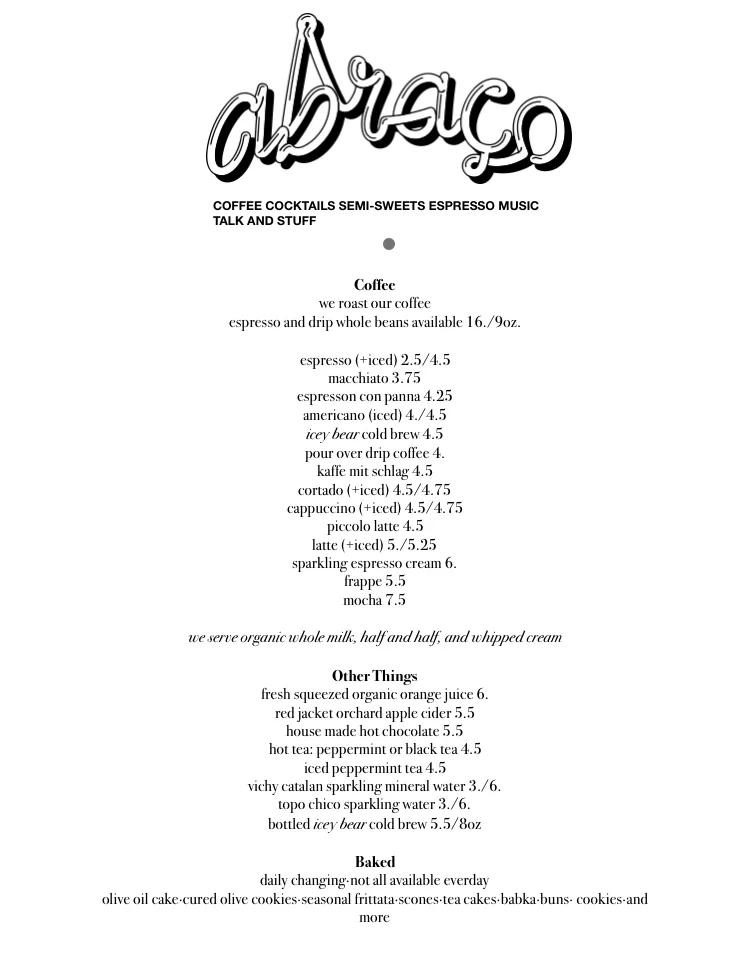 abraço
COFFEE COCKTAILS SEMI-SWEETS ESPRESSO MUSIC
TALK AND STUFF
Coffee
we roast our coffee
espresso and drip whole beans available 16./9oz.
espresso (+iced) 2.5/4.5
macchiato 3.75
espresson con panna 4.25
americano (iced) 4./4.5
icey bear cold brew 4.5
pour over drip coffee 4.
kaffe mit schlag 4.5
cortado (+iced) 4.5/4.75
cappuccino (+iced) 4.5/4.75
piccolo latte 4.5
latte (+iced) 5./5.25
sparkling espresso cream 6.
frappe 5.5
mocha 7.5
we serve organic whole milk, half and half, and whipped cream
Other Things
fresh squeezed organic orange juice 6.
red jacket orchard apple cider 5.5
house made hot chocolate 5.5
hot tea: peppermint or black tea 4.5
iced peppermint tea 4.5
vichy catalan sparkling mineral water 3./6.
topo chico sparkling water 3./6.
bottled icey bear cold brew 5.5/8oz
Baked
daily changing·not all available everday
olive oil cake·cured olive cookies·seasonal frittata·scones·tea cakes·babka·buns· cookies·and
more